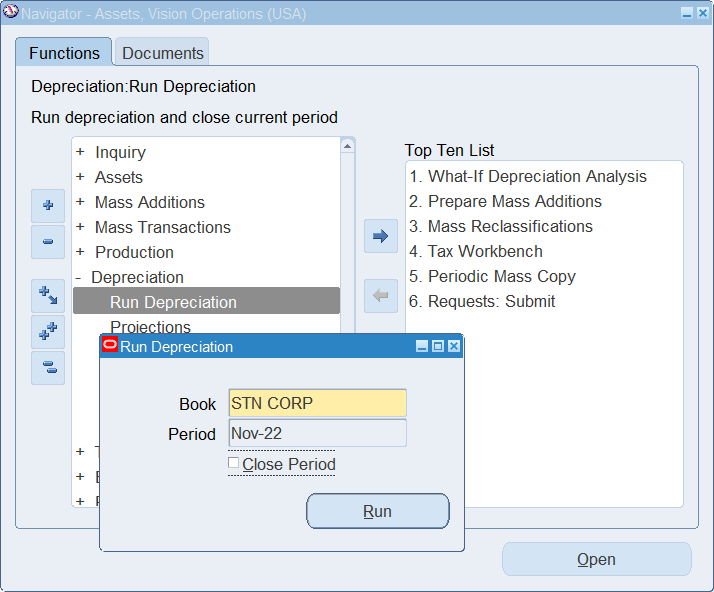 Navigator - Assets, Vision Operations (USA)
Functions
Documents
Depreciation:Run Depreciation
Run depreciation and close current period
+ Inquiry
+ Assets
+ Mass Additions
+ Mass Transactions
+ Production
- Depreciation
Run Depreciation
Projections
+
+
+
Top Ten List
1. What-If Depreciation Analysis
2. Prepare Mass Additions
3. Mass Reclassifications
4. Tax Workbench
5. Periodic Mass Copy
6. Requests: Submit
Run Depreciation
Book STN CORP
Period Nov-22
Close Period
Run
Open